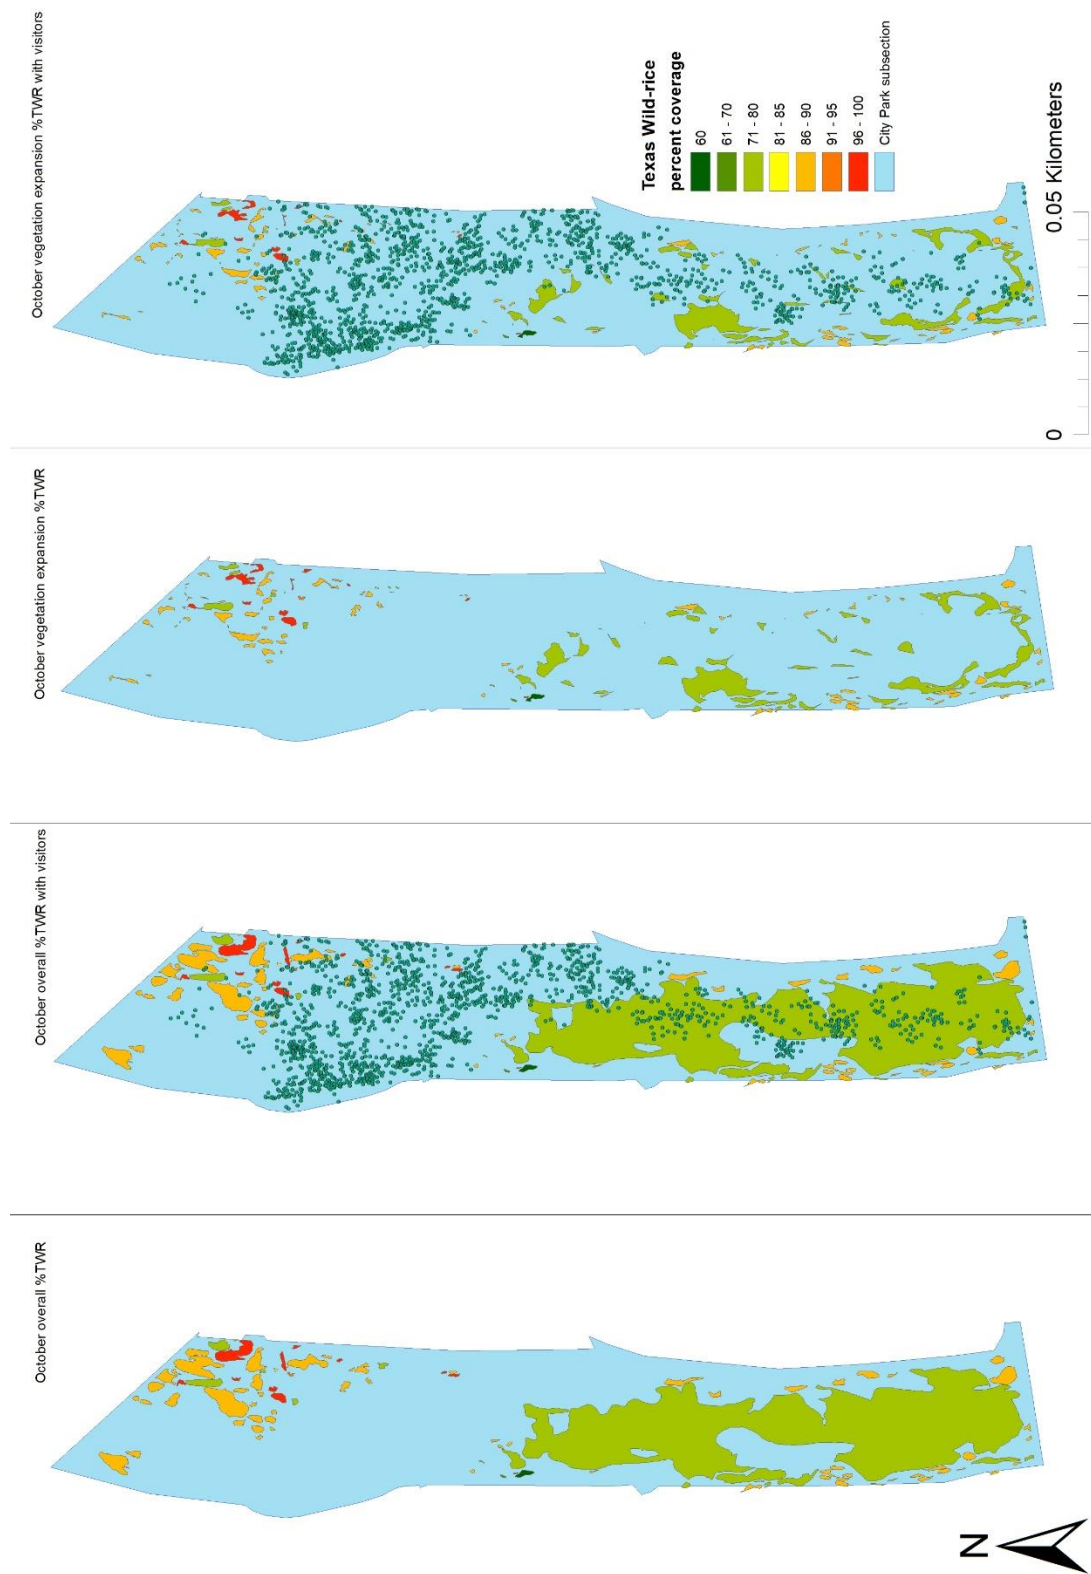 October overall %TWR
October overall %TWR with visitors
October vegetation expansion %TWR
October vegetation expansion %TWR with visitors
Texas Wild-rice
percent coverage
60
61 - 70
71 - 80
81 - 85
86 - 90
91 - 95
96 - 100
City Park subsection
0 0.05 Kilometers
N